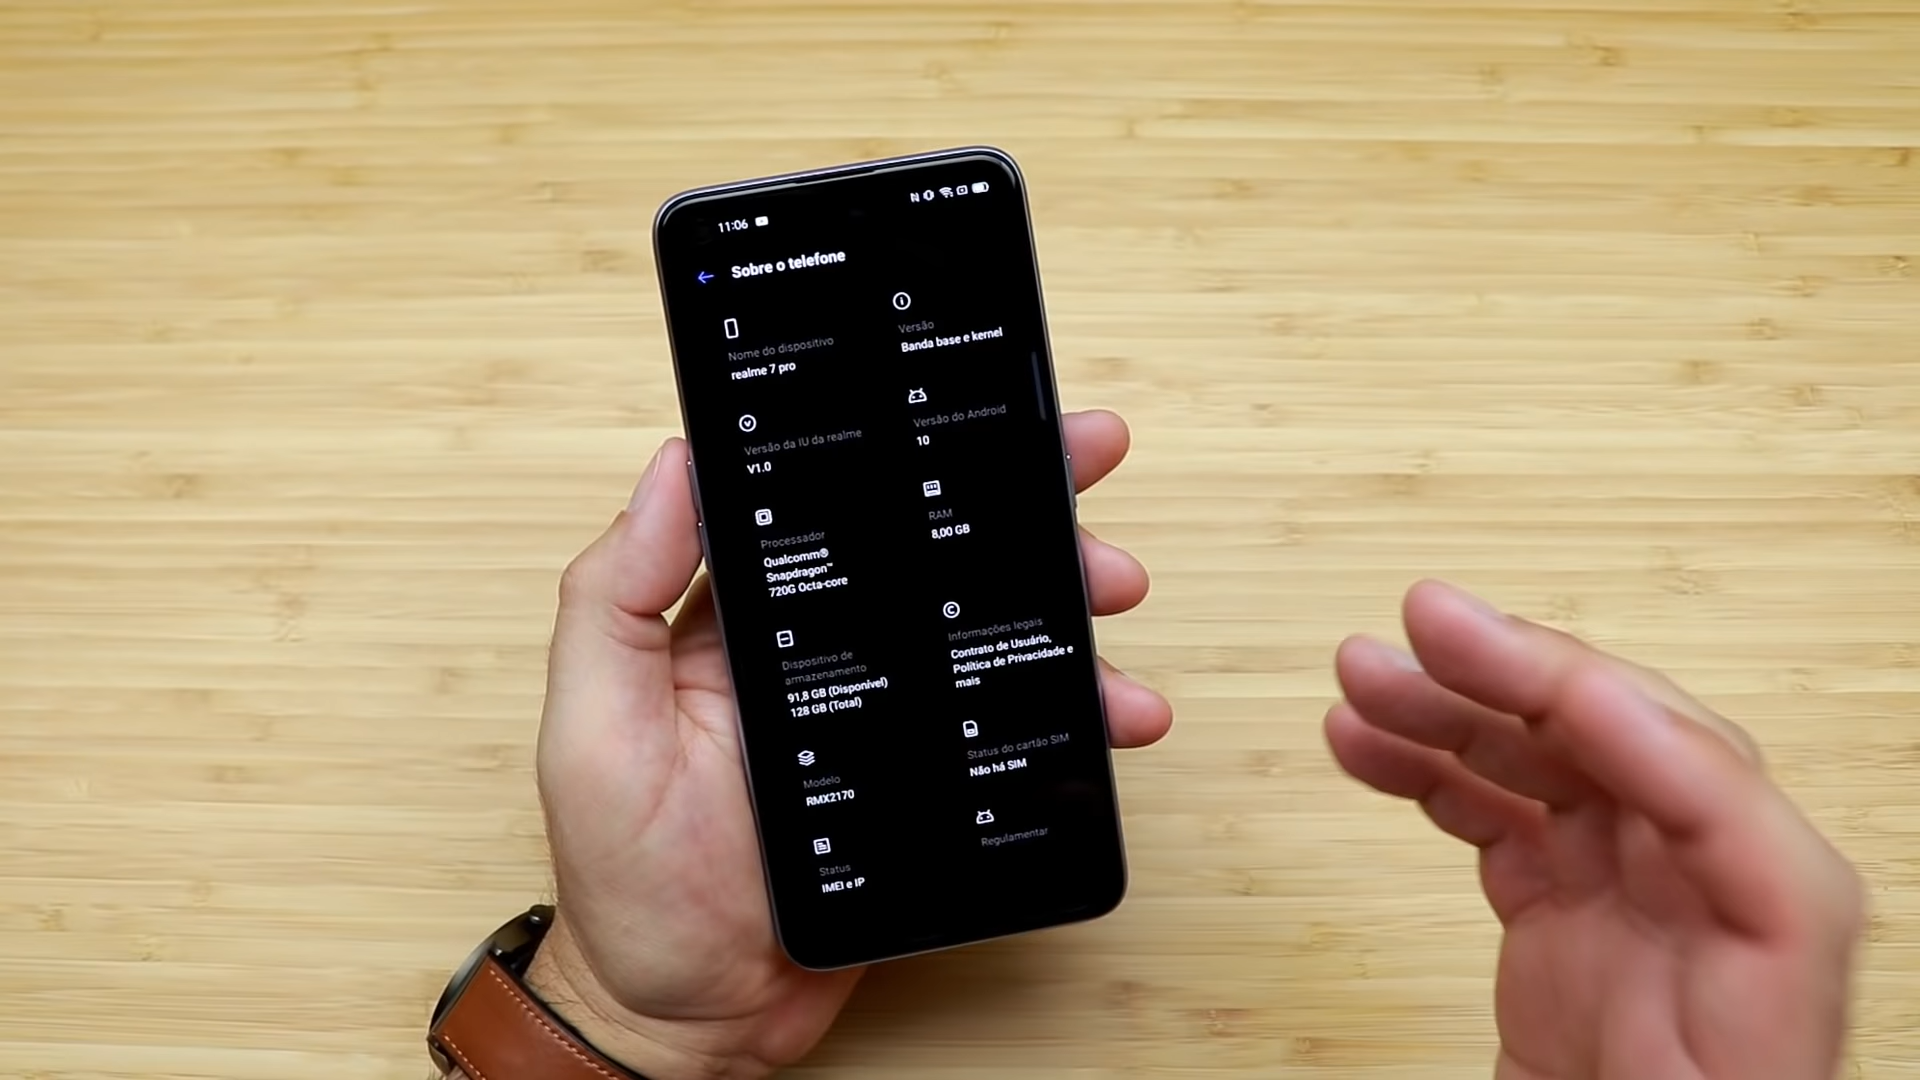 11:06
Sobre o telefone
Nome do dispositivo
realme 7 pro
Versão
Banda base e kernel
Versão da IU da realme
V1.0
Versão do Android
10
Processador
Qualcomm®
Snapdragon™
720G Octa-core
RAM
8,00 GB
Dispositivo de
armazenamento
91,8 GB (Disponível)
128 GB (Total)
Informações legais
Contrato de Usuário,
Política de Privacidade e
mais
Modelo
RMX2170
Status do cartão SIM
Não há SIM
Status
IMEI e IP
Regulamentar